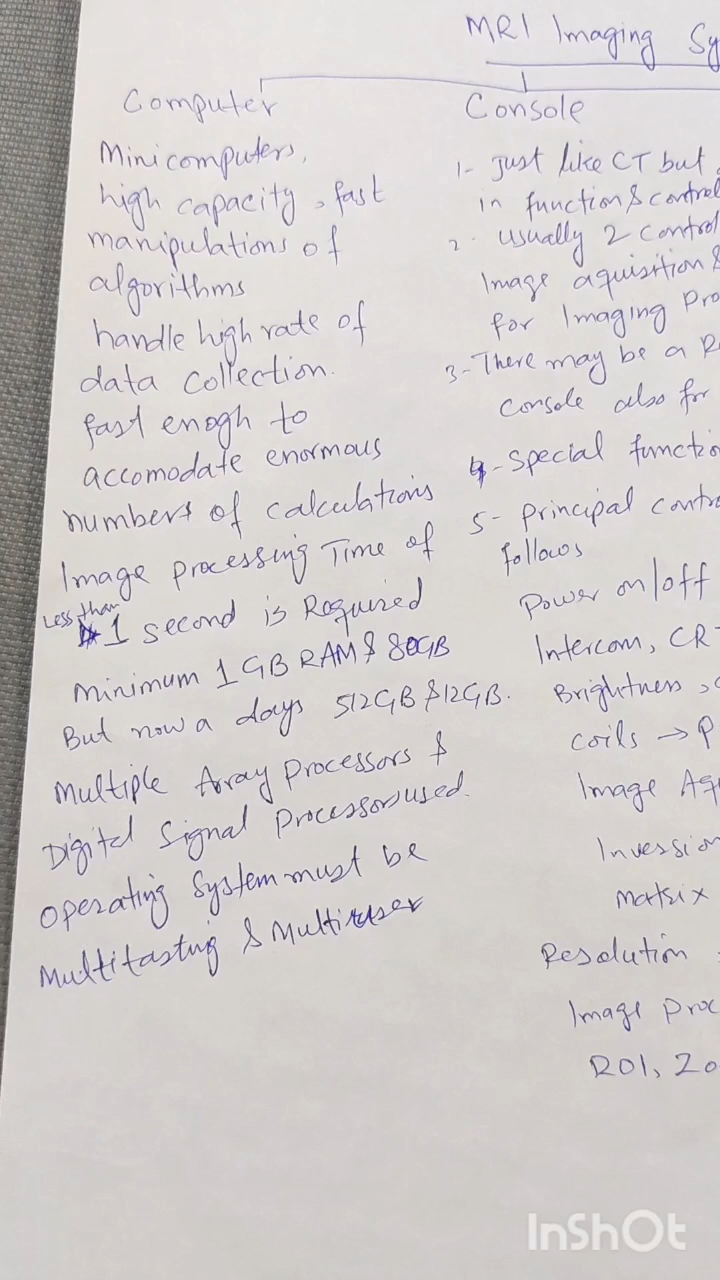 MRI Imaging Sy
Computer
Minicomputers,
high capacity, fast
manipulations of
algorithms
handle high rate of
data collection.
fast enogh to
accomodate enormous
numbers of calculations
Image processing Time of
Less than
1 second is Required
minimum 1 GB RAM & 80GB
But now a days 512GB & 12GB.
Multiple Array Processors &
Digital Signal Processors used.
Operating System must be
Multitasting & Multiuser
Console
1- Just like CT but
in function & control
2. usually 2 control
Image aquisition &
for Imaging Pro
3- There may be a R
console also for
4- Special functio
5- Principal contr
follows
Power on/off
Intercom, CR
Brightness, 
coils → P
Image Aq
Inversion
Matrix
Resolution
Image Proc
ROI, Zo
InShOt